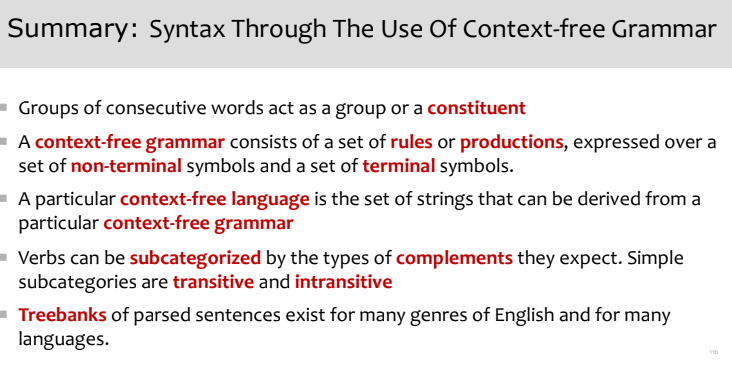 Summary: Syntax Through The Use Of Context-free Grammar
Groups of consecutive words act as a group or a constituent
A context-free grammar consists of a set of rules or productions, expressed over a
set of non-terminal symbols and a set of terminal symbols.
A particular context-free language is the set of strings that can be derived from a
particular context-free grammar
Verbs can be subcategorized by the types of complements they expect. Simple
subcategories are transitive and intransitive
Treebanks of parsed sentences exist for many genres of English and for many
languages.